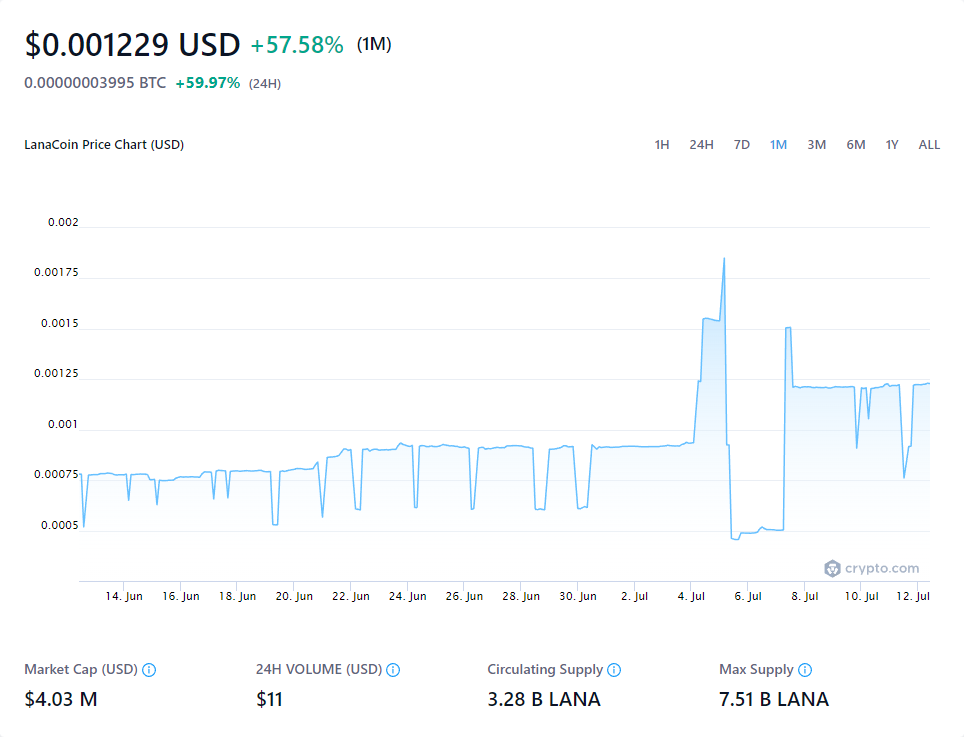 $0.001229 USD +57.58% (1M)
0.00000003995 BTC +59.97% (24H)
LanaCoin Price Chart (USD) 1H 24H 7D 1M 3M 6M 1Y ALL
0.002
0.00175
0.0015
0.00125
0.001
0.00075
0.0005
crypto.com
14. Jun 16. Jun 18. Jun 20. Jun 22. Jun 24. Jun 26. Jun 28. Jun 30. Jun 2. Jul 4. Jul 6. Jul 8. Jul 10. Jul 12. Jul
Market Cap (USD) 24H VOLUME (USD) Circulating Supply Max Supply
$4.03 M $11 3.28 B LANA 7.51 B LANA